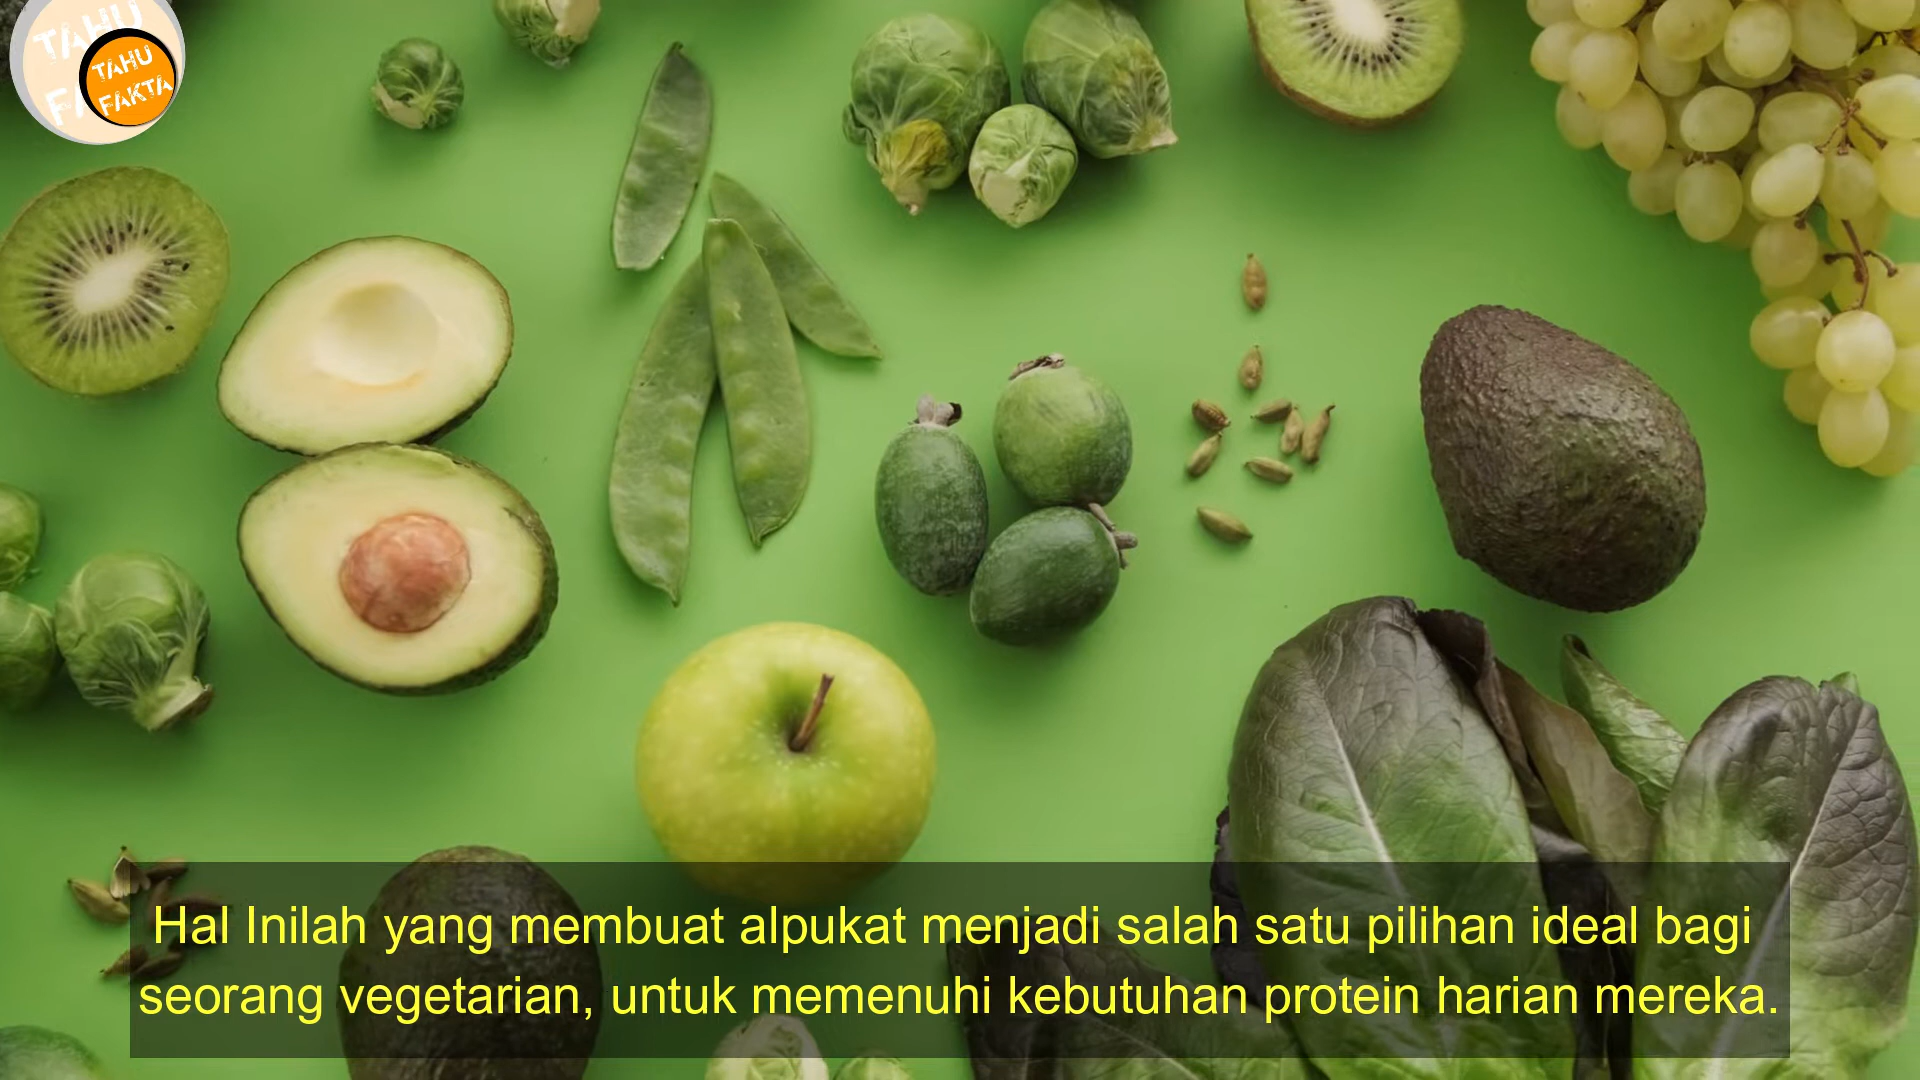 TAHU
TAHU
FAKTA
Hal Inilah yang membuat alpukat menjadi salah satu pilihan ideal bagi
seorang vegetarian, untuk memenuhi kebutuhan protein harian mereka.